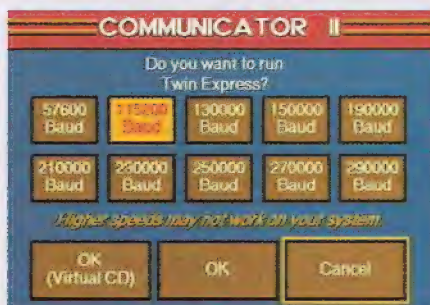 COMMUNICATOR II
Do you want to run
Twin Express?
57600 115200 130000 150000 190000
Baud Baud Baud Baud Baud
210000 230000 250000 270000 290000
Baud Baud Baud Baud Baud
Higher speeds may not work on your system.
OK OK Cancel
(Virtual CD)